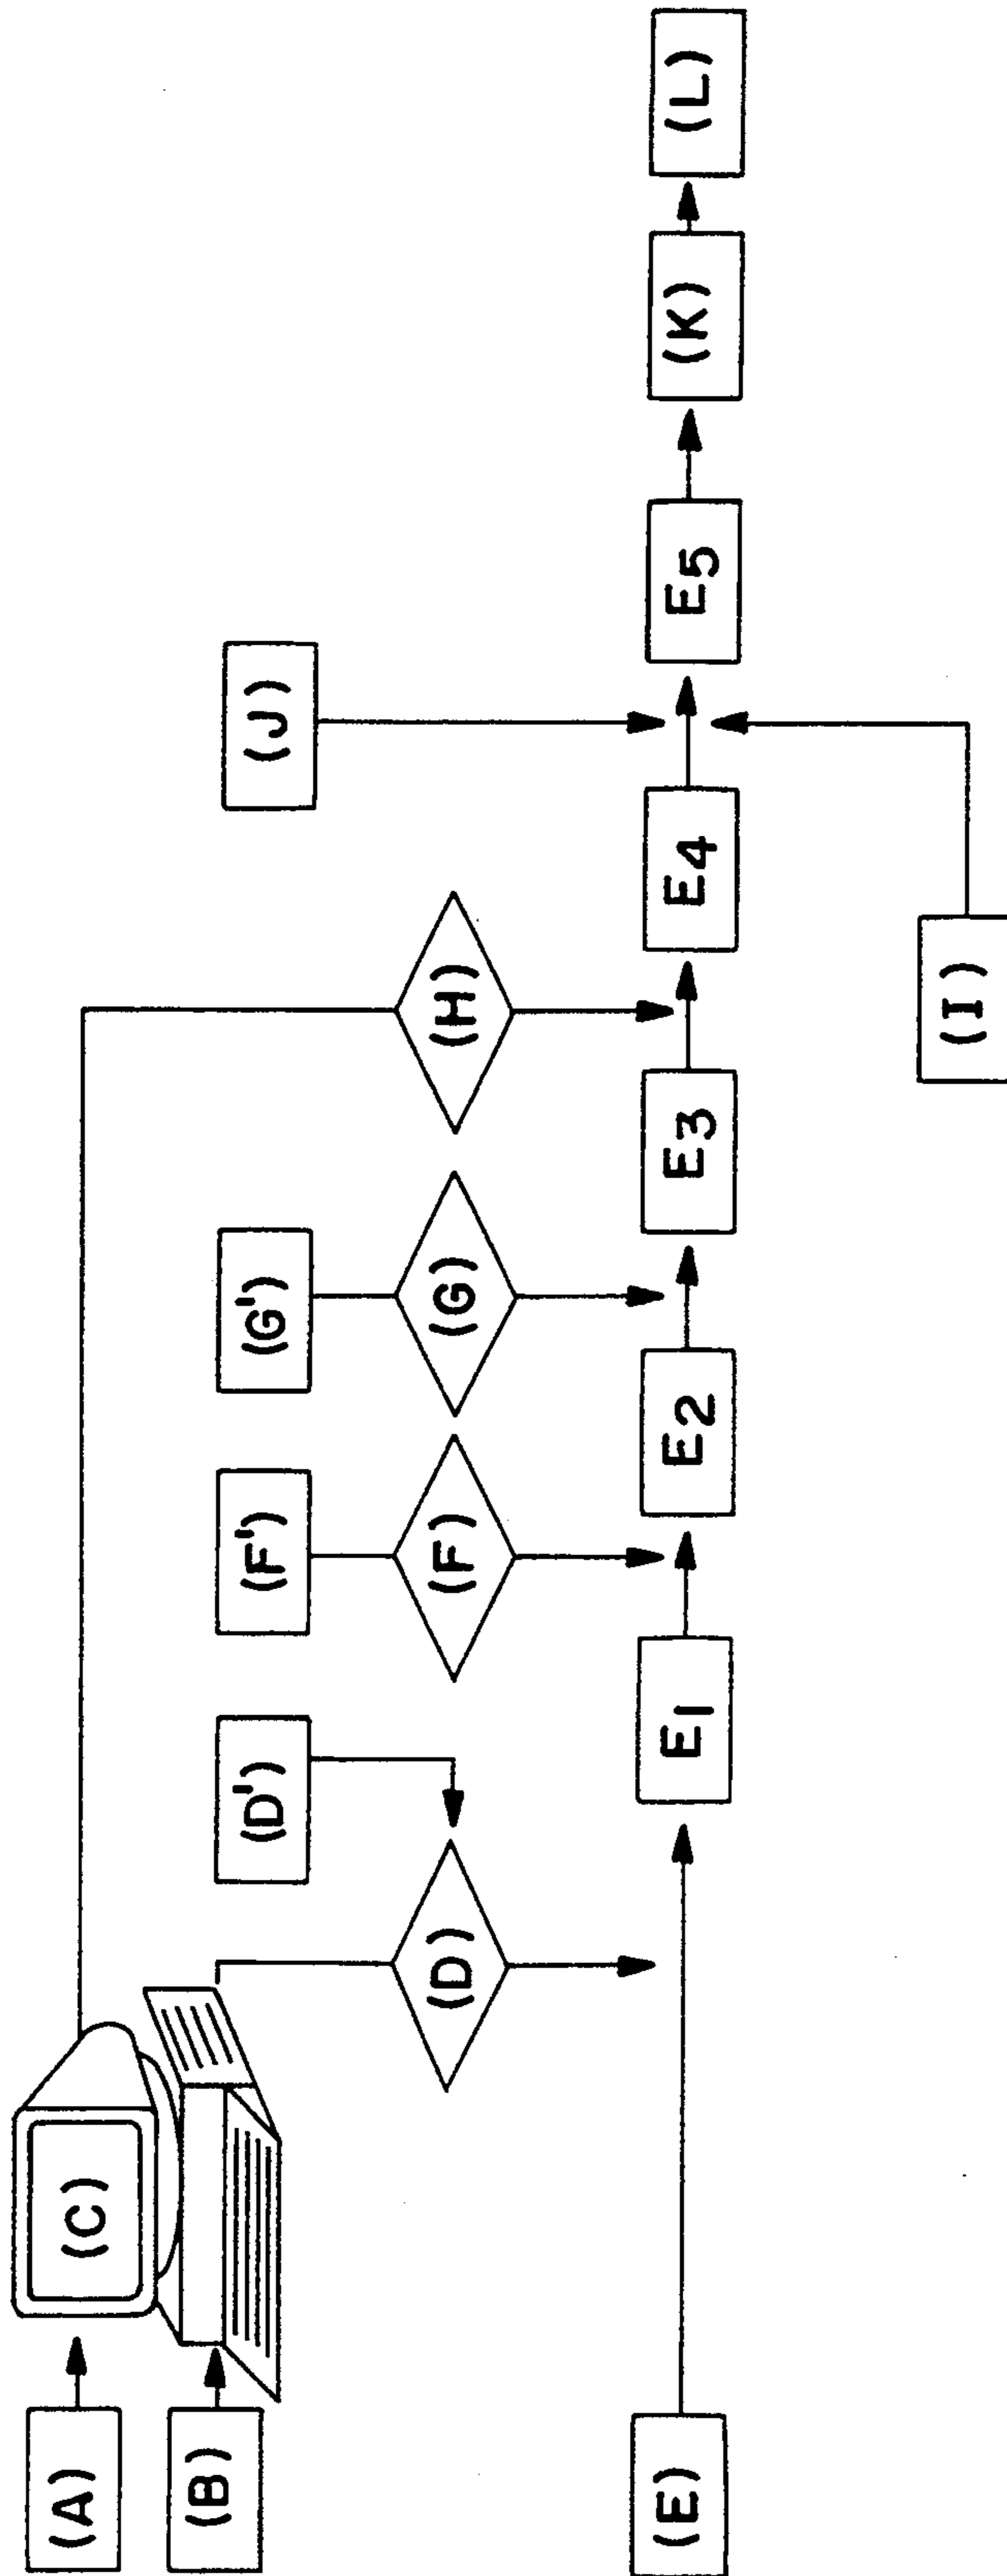 (A)
(B)
(C)
(D')
(D)
(E)
(F')
(F)
(G')
(G)
(H)
(J)
E1
E2
E3
E4
E5
(K)
(L)
(I)